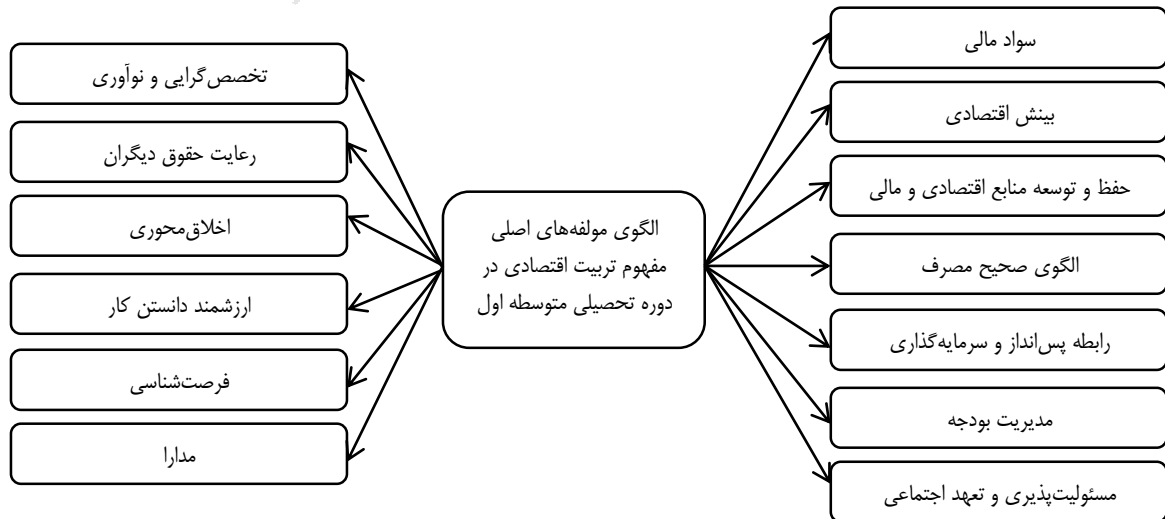 سواد مالی
بینش اقتصادی
حفظ و توسعه منابع اقتصادی و مالی
الگوی صحیح مصرف
رابطه پس‌انداز و سرمایه‌گذاری
مدیریت بودجه
مسئولیت‌پذیری و تعهد اجتماعی
الگوی مولفه‌های اصلی
مفهوم تربیت اقتصادی در
دوره تحصیلی متوسطه اول
تخصص‌گرایی و نوآوری
رعایت حقوق دیگران
اخلاق‌محوری
ارزشمند دانستن کار
فرصت‌شناسی
مدارا